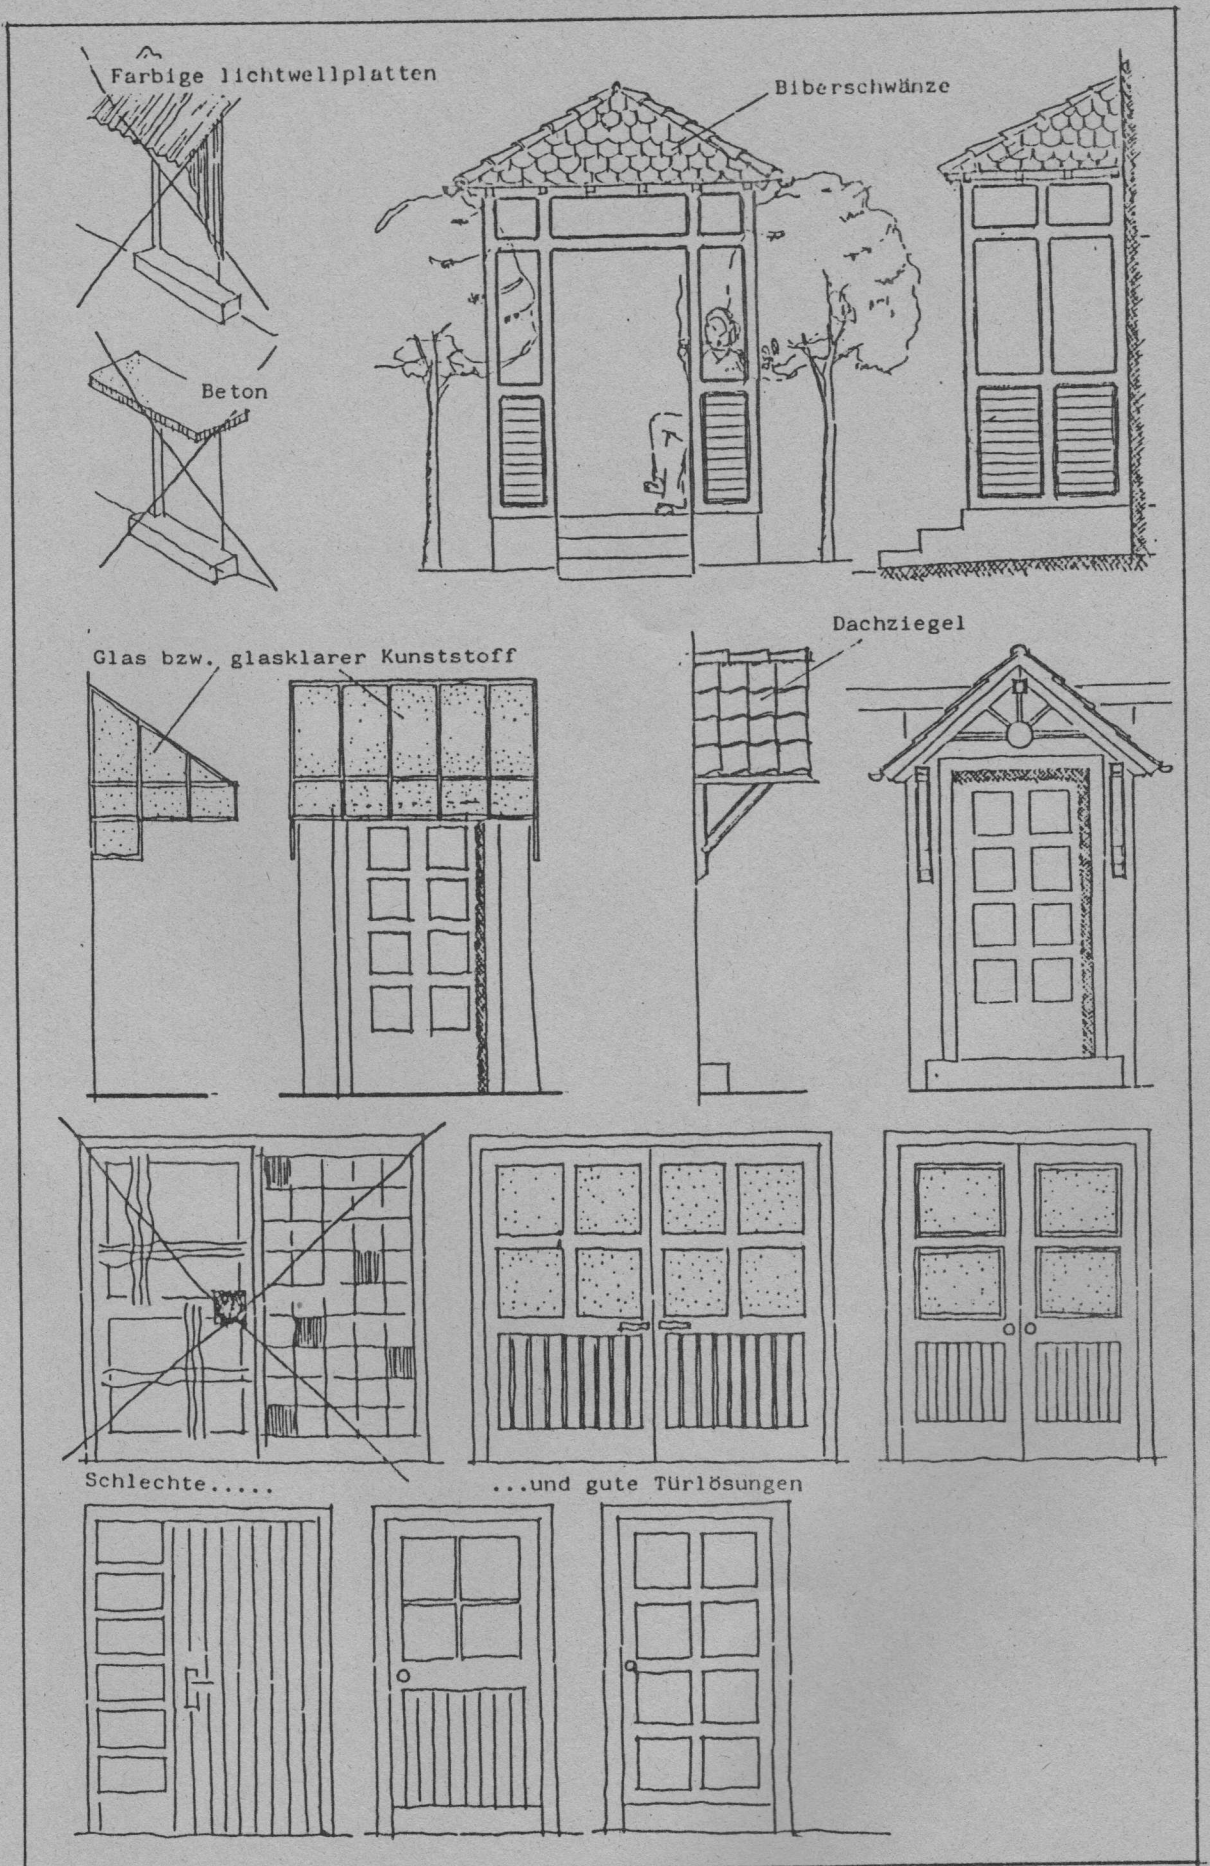 Farbige lichtwellplatten
Biberschwänze
Beton
Dachziegel
Glas bzw. glasklarer Kunststoff
Schlechte.....
...und gute Türlösungen